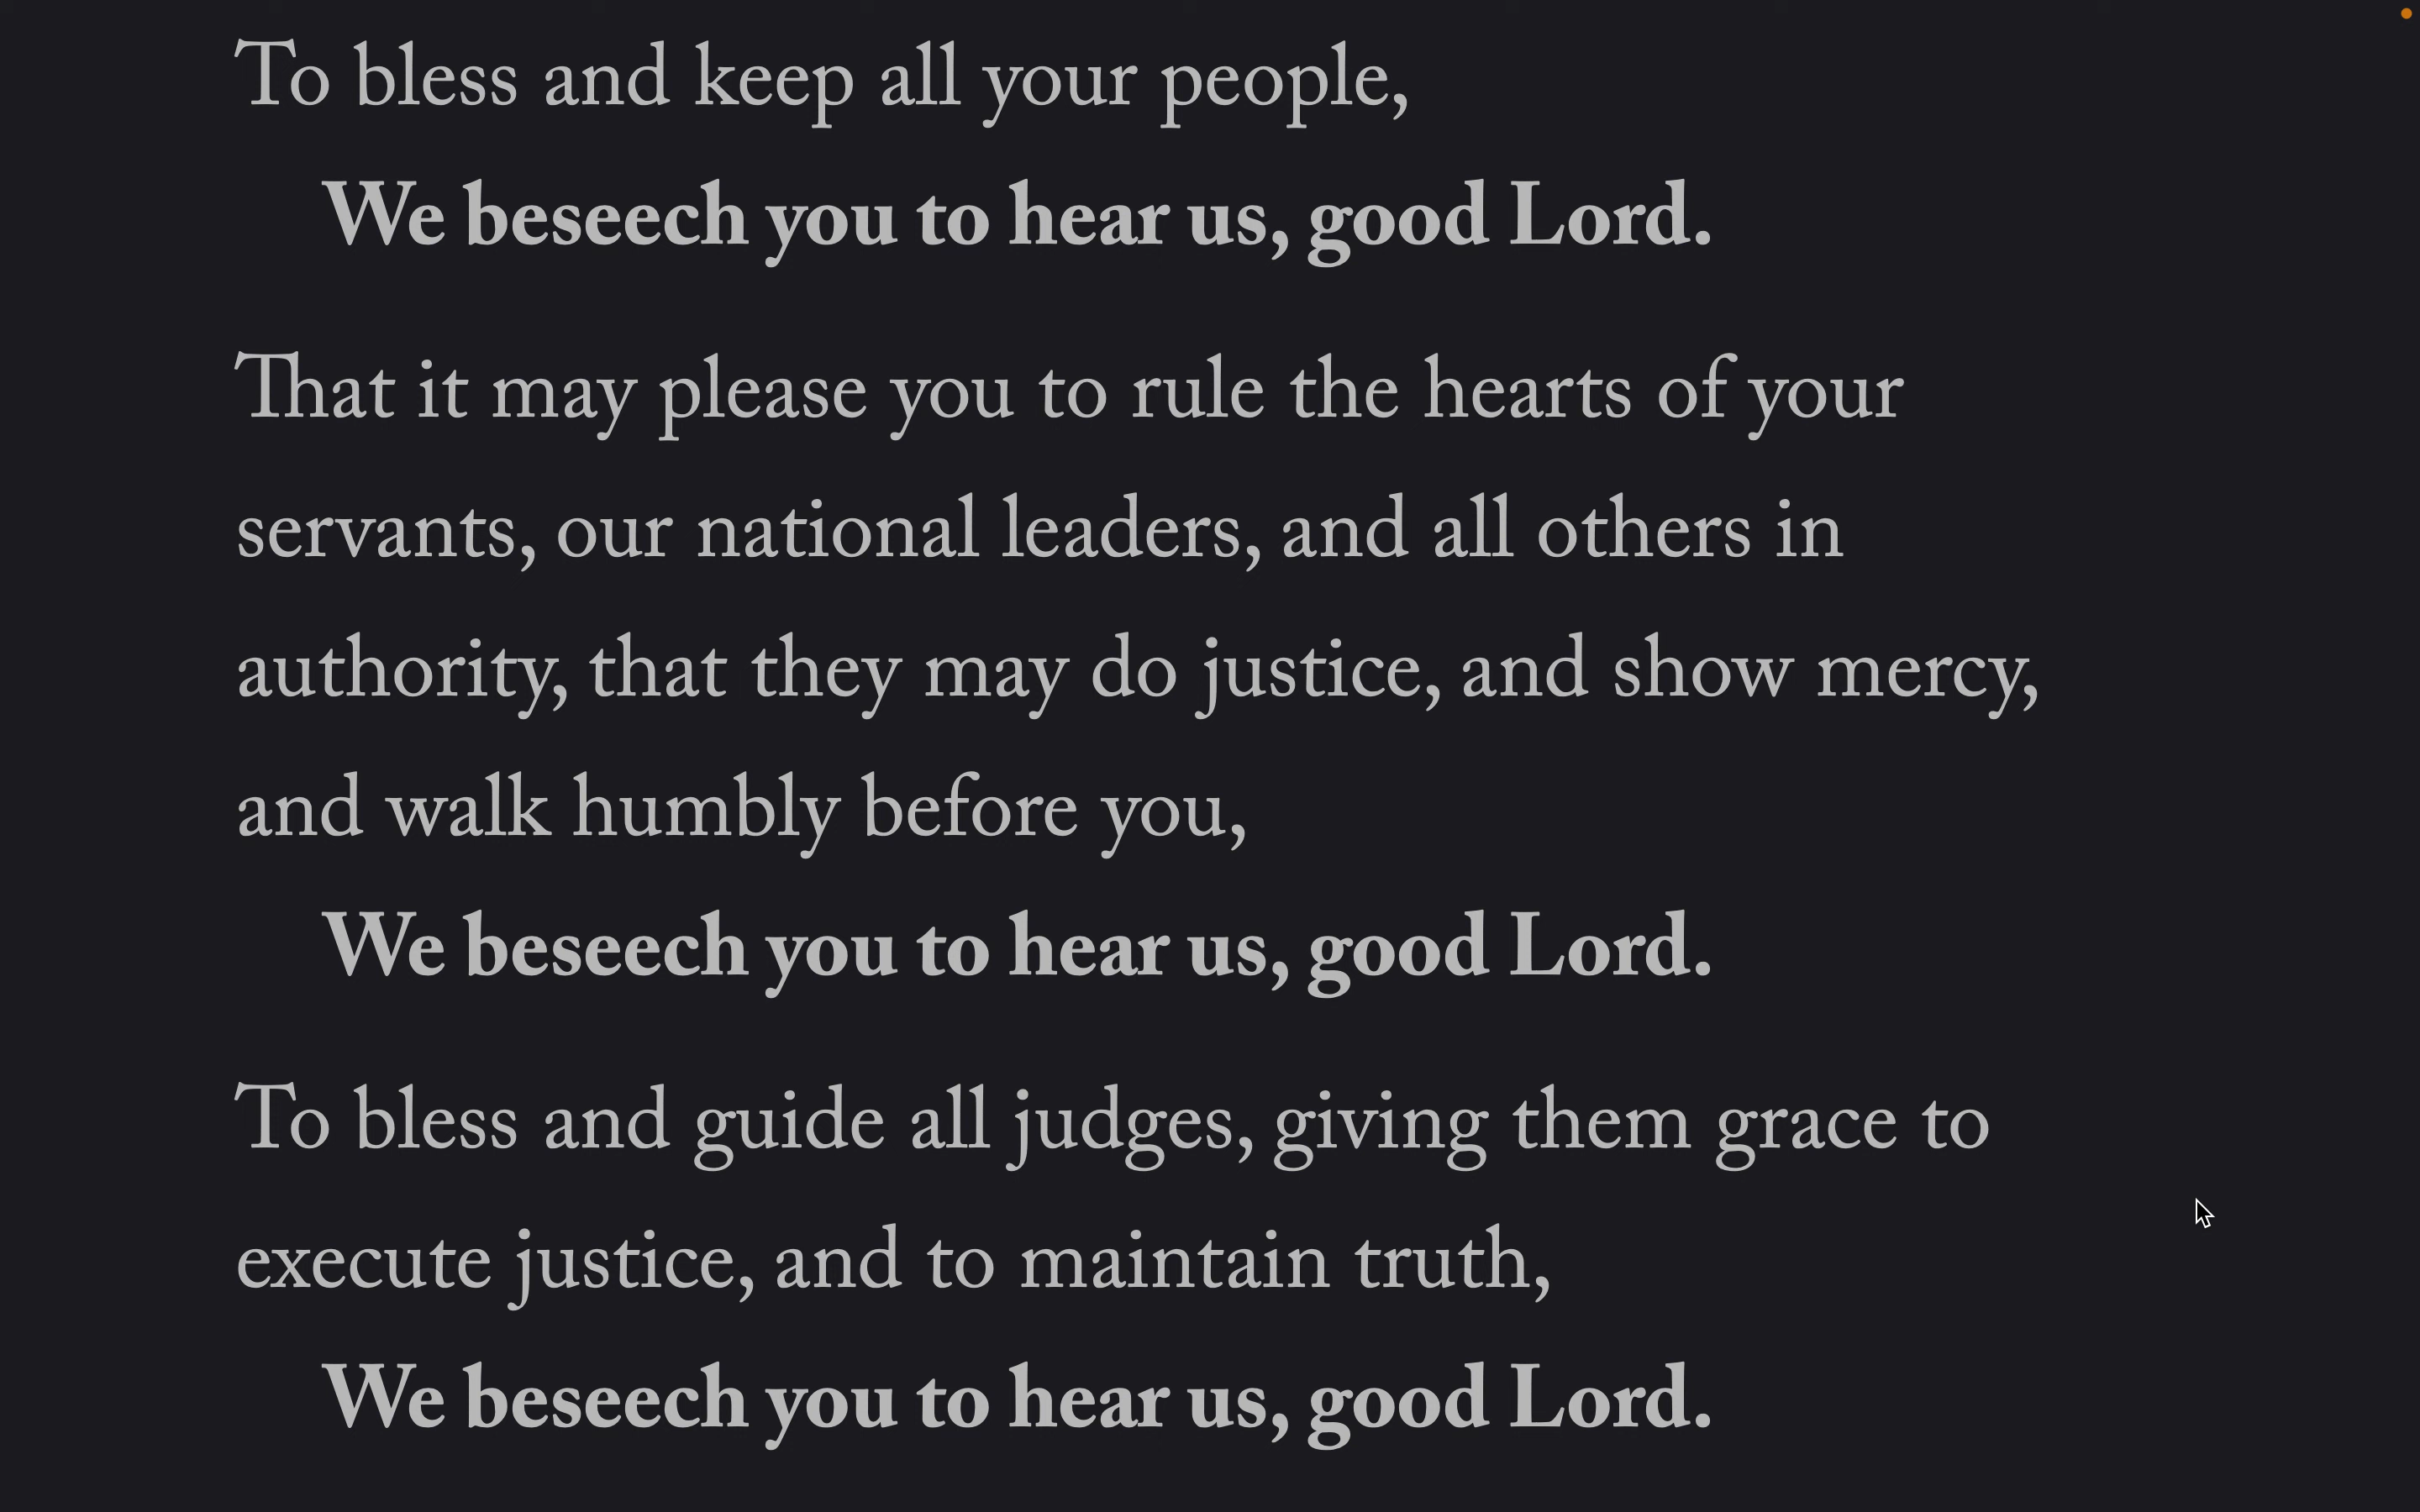 To bless and keep all your people,
We beseech you to hear us, good Lord.
That it may please you to rule the hearts of your
servants, our national leaders, and all others in
authority, that they may do justice, and show mercy,
and walk humbly before you,
We beseech you to hear us, good Lord.
To bless and guide all judges, giving them grace to
execute justice, and to maintain truth,
We beseech you to hear us, good Lord.